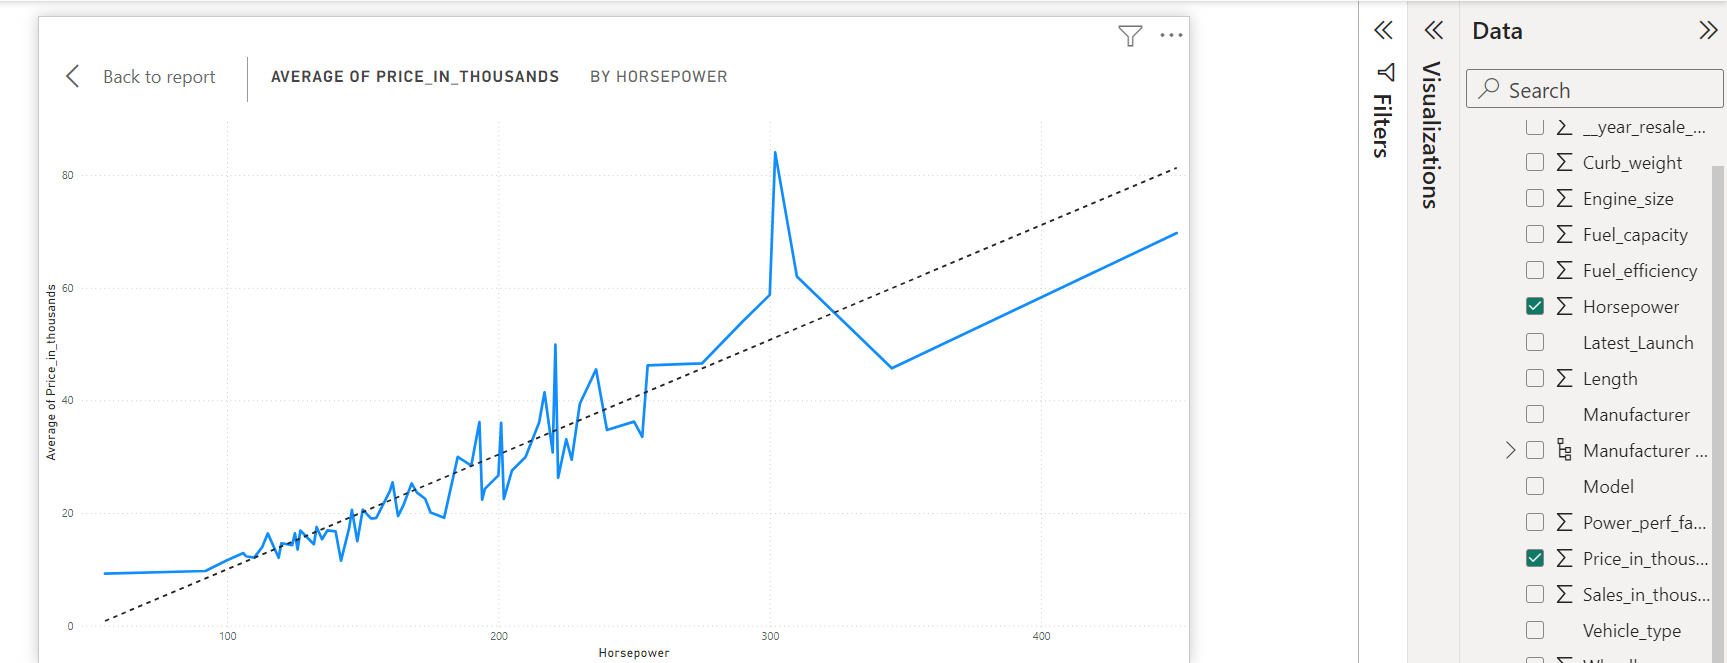 Back to report
AVERAGE OF PRICE_IN_THOUSANDS
BY HORSEPOWER
80
60
40
20
0
100
200
300
400
Average of Price_in_thousands
Horsepower
Filters
Visualizations
Data
Search
__year_resale_...
Curb_weight
Engine_size
Fuel_capacity
Fuel_efficiency
Horsepower
Latest_Launch
Length
Manufacturer
Manufacturer ...
Model
Power_perf_fa...
Price_in_thous...
Sales_in_thous...
Vehicle_type